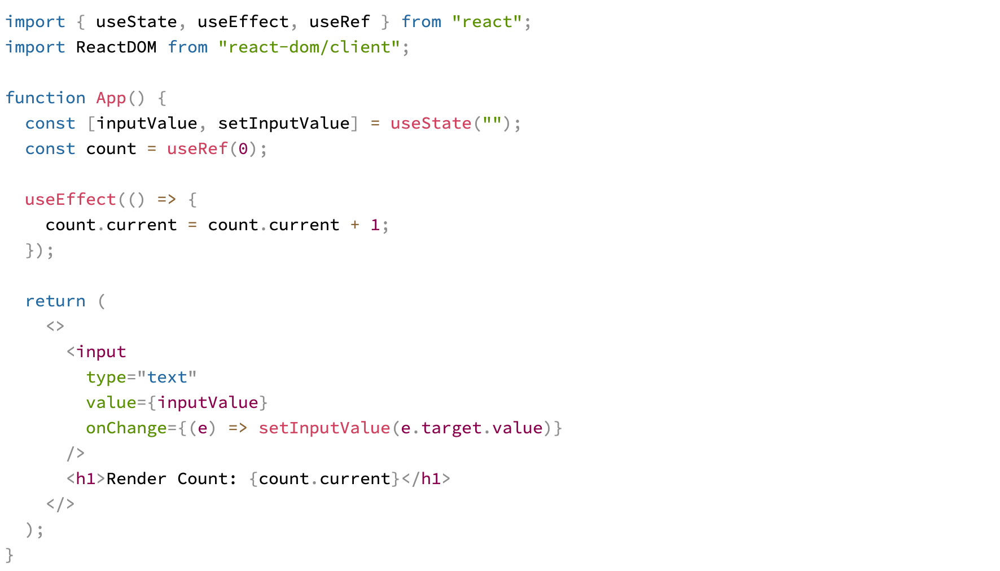 import { useState, useEffect, useRef } from "react";
import ReactDOM from "react-dom/client";

function App() {
  const [inputValue, setInputValue] = useState("");
  const count = useRef(0);

  useEffect(() => {
    count.current = count.current + 1;
  });

  return (
    <>
      <input
        type="text"
        value={inputValue}
        onChange={(e) => setInputValue(e.target.value)}
      />
      <h1>Render Count: {count.current}</h1>
    </>
  );
}